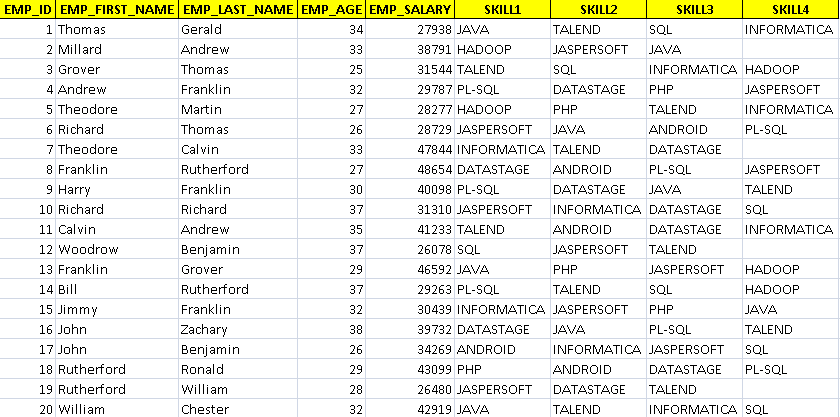 EMP_ID EMP_FIRST_NAME EMP_LAST_NAME EMP_AGE EMP_SALARY SKILL1 SKILL2 SKILL3 SKILL4
1 Thomas Gerald 34 27938 JAVA TALEND SQL INFORMATICA
2 Millard Andrew 33 38791 HADOOP JASPERSOFT JAVA
3 Grover Thomas 25 31544 TALEND SQL INFORMATICA HADOOP
4 Andrew Franklin 32 29787 PL-SQL DATASTAGE PHP JASPERSOFT
5 Theodore Martin 27 28277 HADOOP PHP TALEND INFORMATICA
6 Richard Thomas 26 28729 JASPERSOFT JAVA ANDROID PL-SQL
7 Theodore Calvin 33 47844 INFORMATICA TALEND DATASTAGE
8 Franklin Rutherford 27 48654 DATASTAGE ANDROID PL-SQL JASPERSOFT
9 Harry Franklin 30 40098 PL-SQL DATASTAGE JAVA TALEND
10 Richard Richard 37 31310 JASPERSOFT INFORMATICA DATASTAGE SQL
11 Calvin Andrew 35 41233 TALEND ANDROID DATASTAGE INFORMATICA
12 Woodrow Benjamin 37 26078 SQL JASPERSOFT TALEND
13 Franklin Grover 29 46592 JAVA PHP JASPERSOFT HADOOP
14 Bill Rutherford 37 29263 PL-SQL TALEND SQL HADOOP
15 Jimmy Franklin 32 30439 INFORMATICA JASPERSOFT PHP JAVA
16 John Zachary 38 39732 DATASTAGE JAVA PL-SQL TALEND
17 John Benjamin 26 34269 ANDROID INFORMATICA JASPERSOFT SQL
18 Rutherford Ronald 29 43099 PHP ANDROID DATASTAGE PL-SQL
19 Rutherford William 28 26480 JASPERSOFT DATASTAGE TALEND
20 William Chester 32 42919 JAVA TALEND INFORMATICA SQL